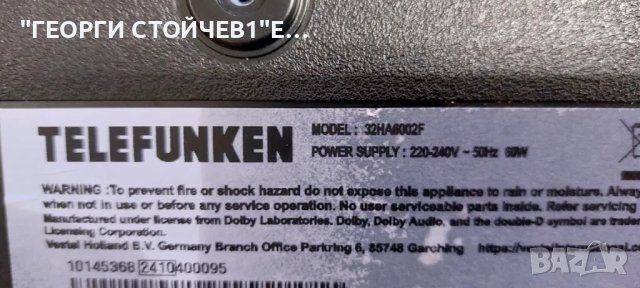 "ГЕОРГИ СТОЙЧЕВ1"Е...
TELEFUNKEN
MODEL : 32HA6002F
POWER SUPPLY : 220-240V ~ 50Hz 60W
WARNING :To prevent fire or shock hazard do not expose this appliance to rain or moisture. Alway
when not in use or before any service operation. No user serviceable parts inside. Refer servicing
Manufactured under license from Dolby Laboratories. Dolby, Dolby Audio, and the double-D symbol are trademar
Licensing Corporation.
Vestel Holland B.V. Germany Branch Office Parkring 6, 85748 Garching
10145368 2410400095
bazar.bg